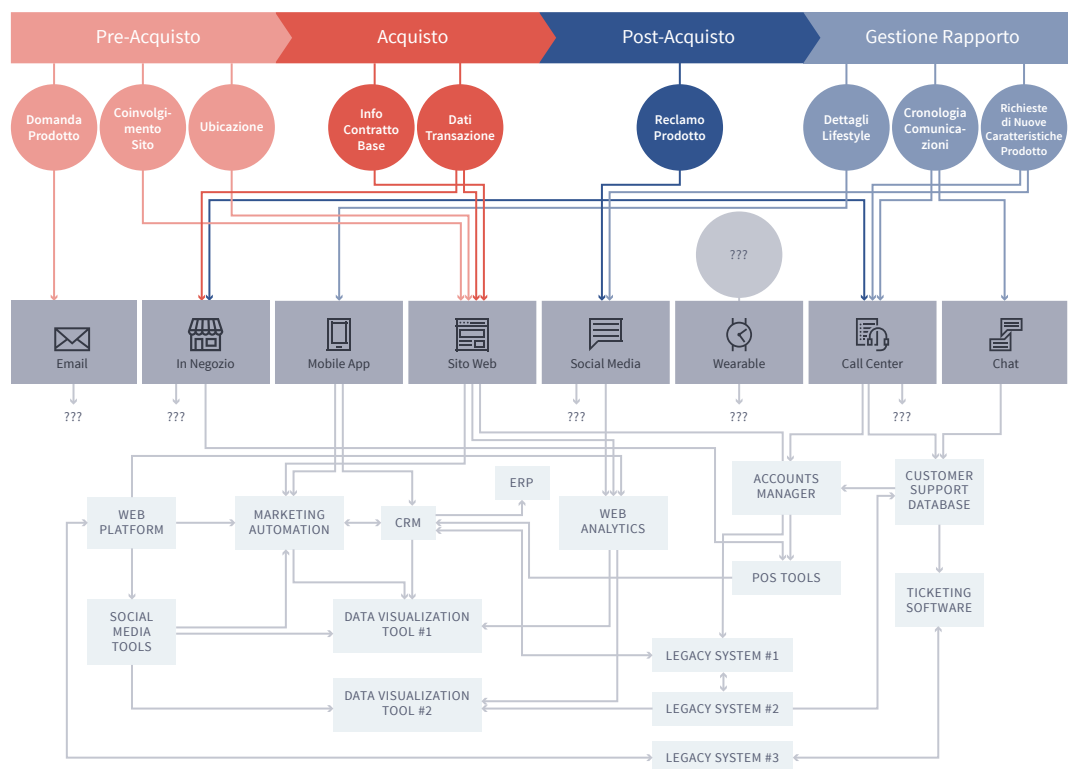 Pre-Acquisto
Acquisto
Post-Acquisto
Gestione Rapporto
Domanda
Prodotto
Coinvolgi-
mento
Sito
Ubicazione
Info
Contratto
Base
Dati
Transazione
Reclamo
Prodotto
Dettagli
Lifestyle
Cronologia
Comunica-
zioni
Richieste
di Nuove
Caratteristiche
Prodotto
???
Email
In Negozio
Mobile App
Sito Web
Social Media
Wearable
Call Center
Chat
???
???
???
???
???
ERP
ACCOUNTS
MANAGER
CUSTOMER
SUPPORT
DATABASE
WEB
PLATFORM
MARKETING
AUTOMATION
CRM
WEB
ANALYTICS
POS TOOLS
TICKETING
SOFTWARE
SOCIAL
MEDIA
TOOLS
DATA VISUALIZATION
TOOL #1
LEGACY SYSTEM #1
DATA VISUALIZATION
TOOL #2
LEGACY SYSTEM #2
LEGACY SYSTEM #3